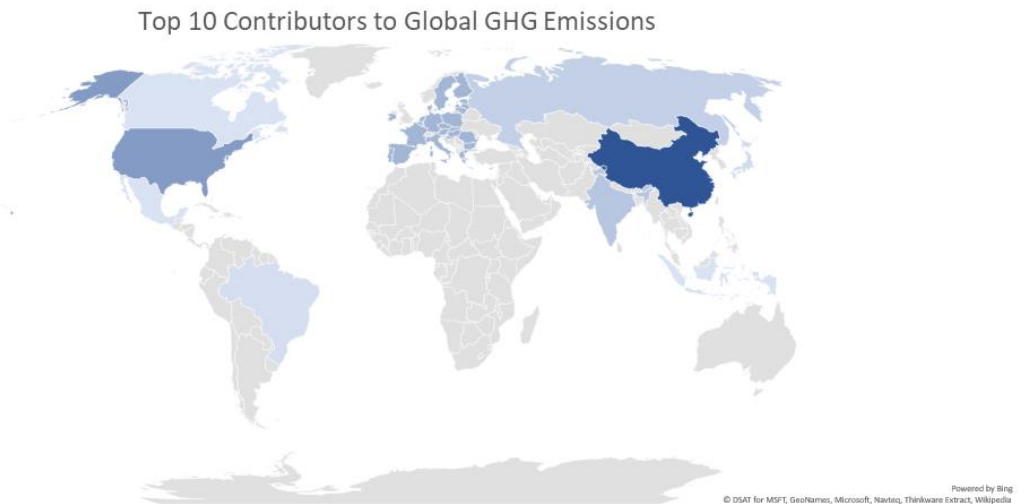 Top 10 Contributors to Global GHG Emissions
Powered by Bing
© DSAT for MSFT, GeoNames, Microsoft, Navteq, Thinkware Extract, Wikipedia